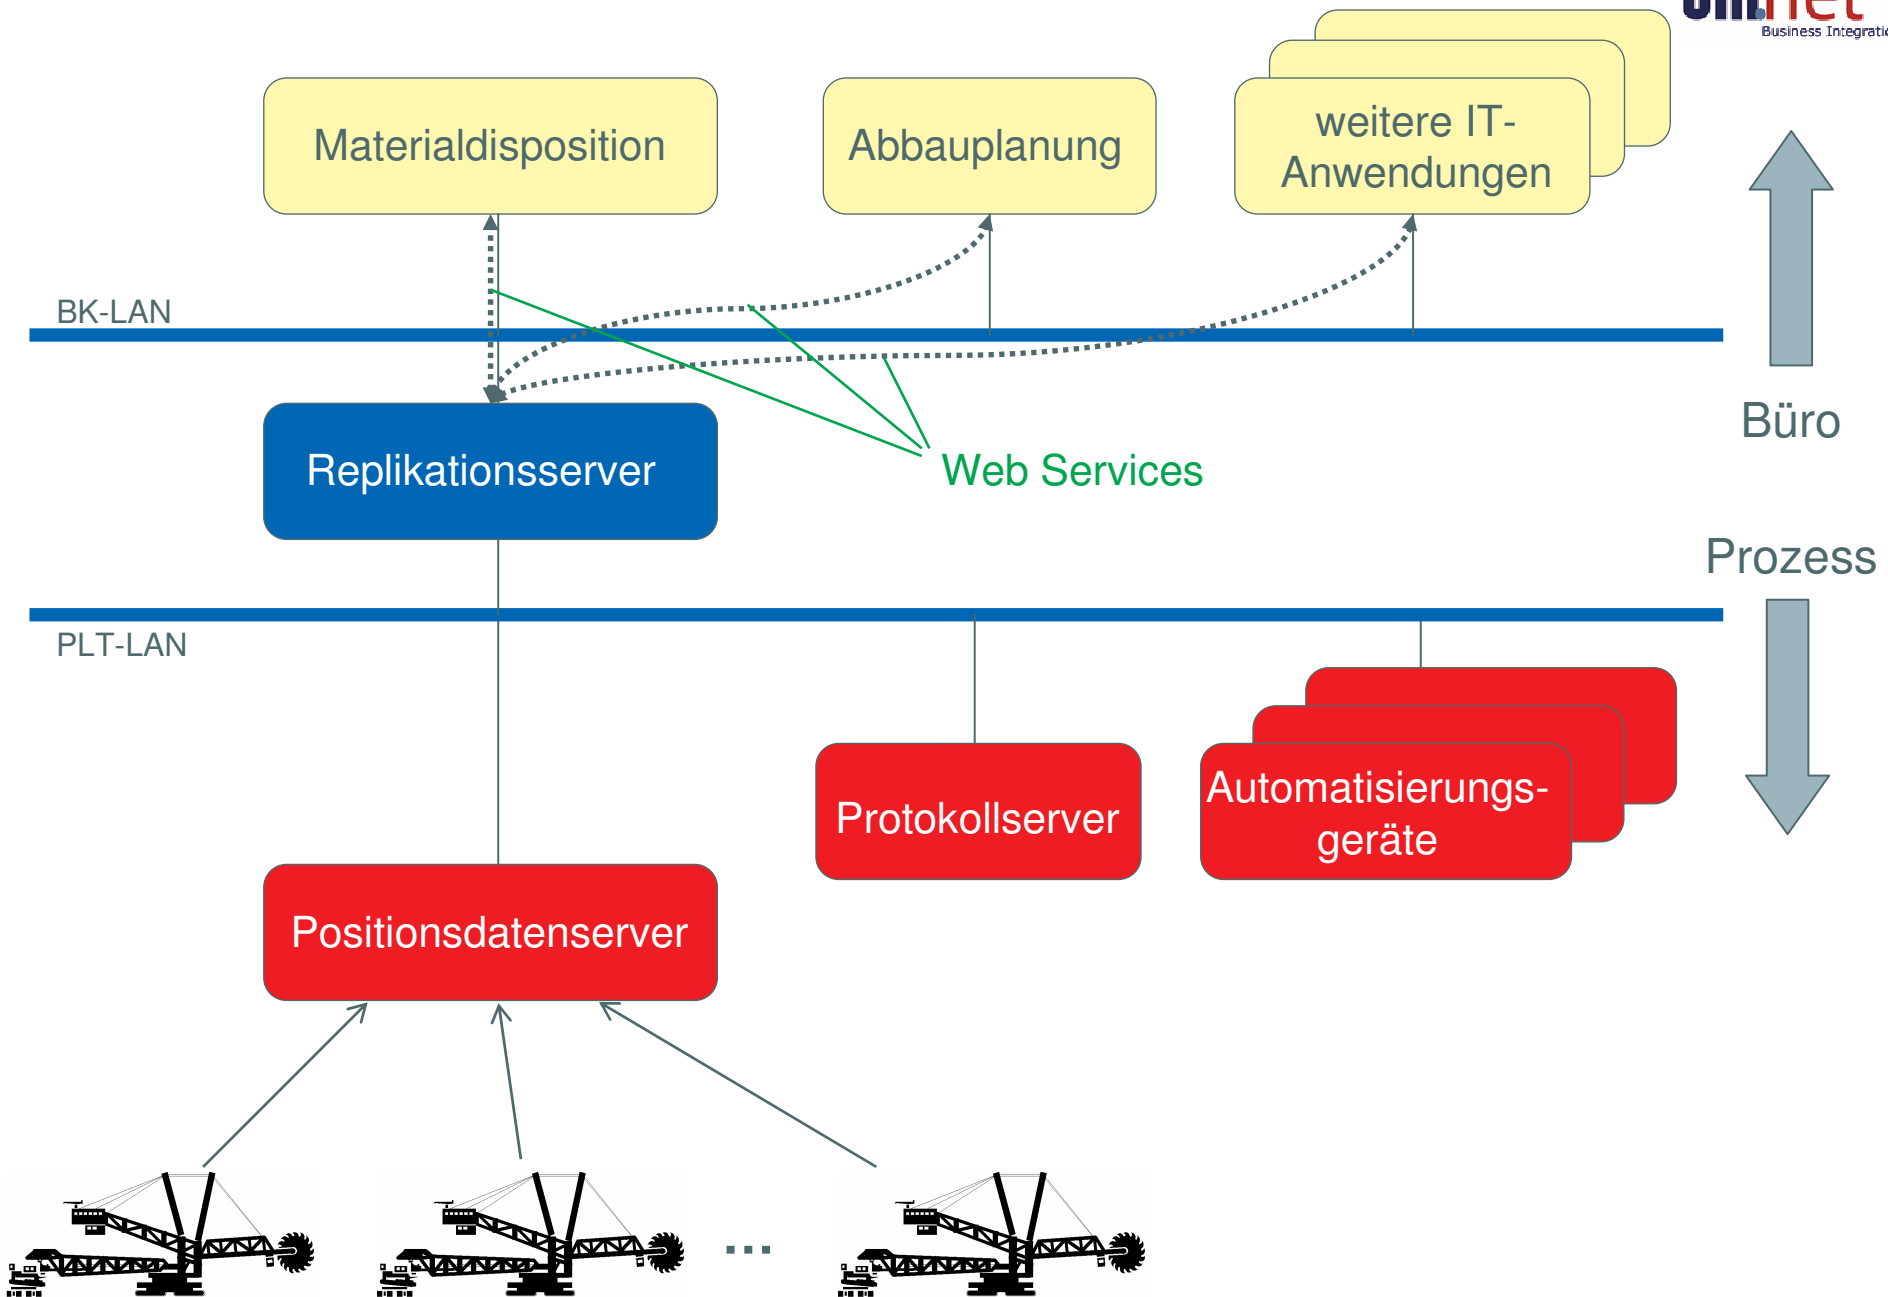 Business Integratio
Materialdisposition
Abbauplanung
weitere IT-
Anwendungen
BK-LAN
Büro
Replikationsserver
Web Services
Prozess
PLT-LAN
Protokollserver
Automatisierungs-
geräte
Positionsdatenserver
...